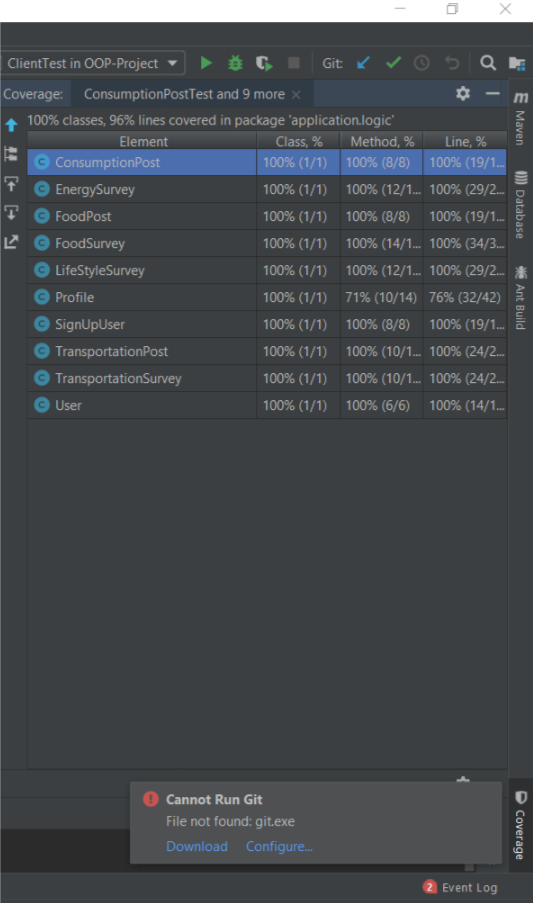 ClientTest in OOP-Project Git:
Coverage: ConsumptionPostTest and 9 more
100% classes, 96% lines covered in package 'application.logic'
Element Class, % Method, % Line, %
C ConsumptionPost 100% (1/1) 100% (8/8) 100% (19/1...
C EnergySurvey 100% (1/1) 100% (12/1... 100% (29/2...
C FoodPost 100% (1/1) 100% (8/8) 100% (19/1...
C FoodSurvey 100% (1/1) 100% (14/1... 100% (34/3...
C LifeStyleSurvey 100% (1/1) 100% (12/1... 100% (29/2...
C Profile 100% (1/1) 71% (10/14) 76% (32/42)
C SignUpUser 100% (1/1) 100% (8/8) 100% (19/1...
C TransportationPost 100% (1/1) 100% (10/1... 100% (24/2...
C TransportationSurvey 100% (1/1) 100% (10/1... 100% (24/2...
C User 100% (1/1) 100% (6/6) 100% (14/1...
m Maven
Database
Ant Build
Coverage
Cannot Run Git
File not found: git.exe
Download Configure...
2 Event Log